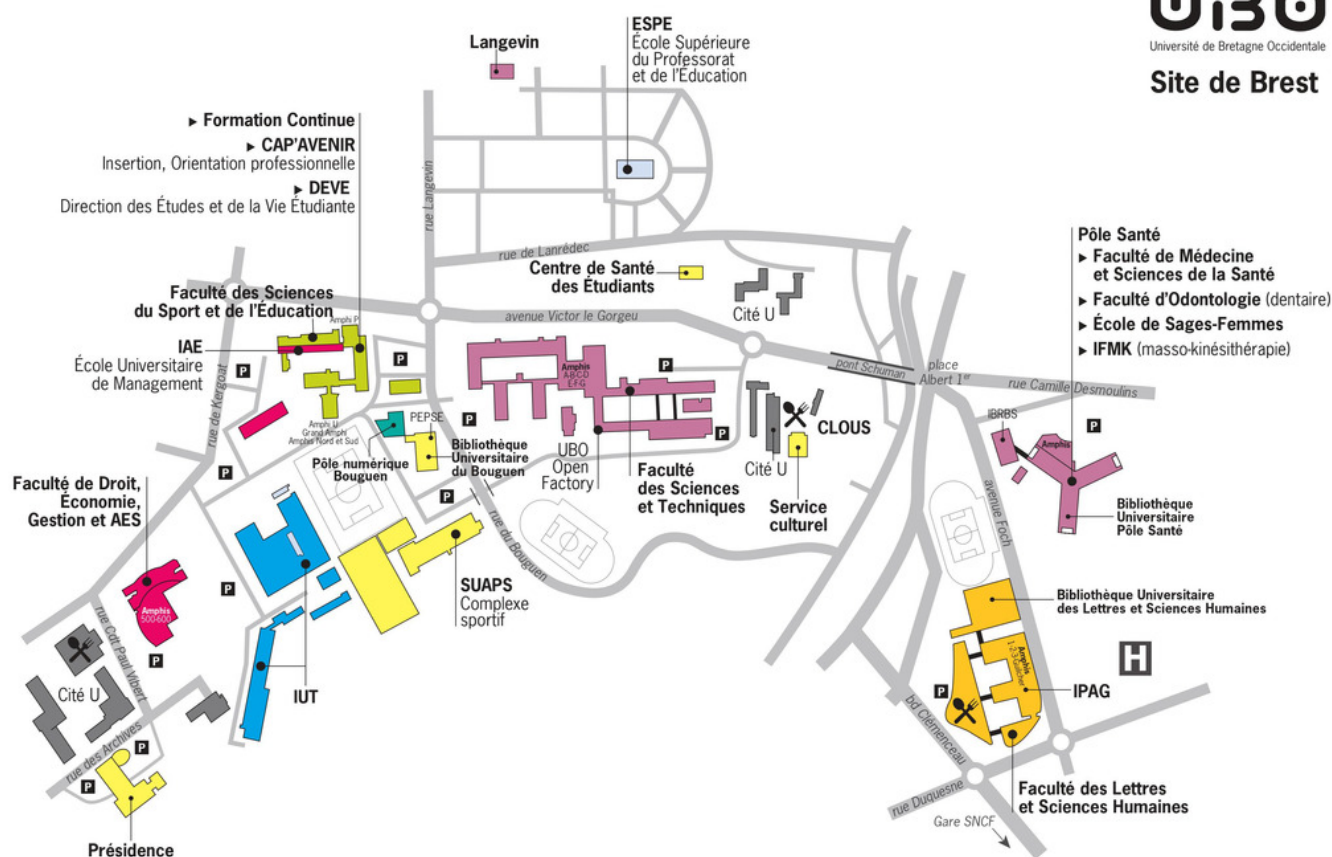 UBO
Université de Bretagne Occidentale
Site de Brest
ESPE
École Supérieure
du Professorat
et de l'Éducation
Langevin
▸ Formation Continue
▸ CAP'AVENIR
Insertion, Orientation professionnelle
▸ DEVE
Direction des Études et de la Vie Étudiante
rue Langevin
rue de Lanrédec
Centre de Santé
des Étudiants
Cité U
Pôle Santé
▸ Faculté de Médecine
et Sciences de la Santé
▸ Faculté d'Odontologie (dentaire)
▸ École de Sages-Femmes
▸ IFMK (masso-kinésithérapie)
Faculté des Sciences
du Sport et de l'Éducation
Amphi P
avenue Victor le Gorgeu
IAE
École Universitaire
de Management
P
P
P
pont Schuman
place
Albert 1er
rue Camille Desmoulins
rue de Kergoat
Amphis
A-B-C-D
E-F-G
Amphi U
Grand Amphi
Amphis Nord et Sud
PEPSE
P
P
CLOUS
IBRBS
Amphis
P
Pôle numérique
Bouguen
Bibliothèque
Universitaire
du Bouguen
UBO
Open
Factory
Faculté
des Sciences
et Techniques
Cité U
Service
culturel
P
P
Faculté de Droit,
Économie,
Gestion et AES
avenue Foch
Bibliothèque
Universitaire
Pôle Santé
rue du Bouguen
SUAPS
Complexe
sportif
P
Amphis
500-600
Bibliothèque Universitaire
des Lettres et Sciences Humaines
rue Cdt Paul Vibert
P
Cité U
IUT
Amphis
1-2-3-Guilcher
H
P
IPAG
bd Clémenceau
rue des Archives
P
P
Présidence
rue Duquesne
Gare SNCF
Faculté des Lettres
et Sciences Humaines